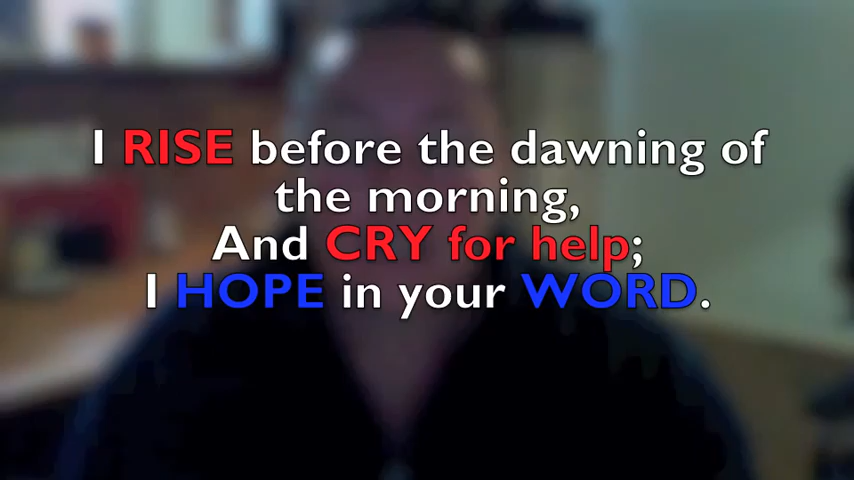 I RISE before the dawning of
the morning,
And CRY for help;
I HOPE in your WORD.